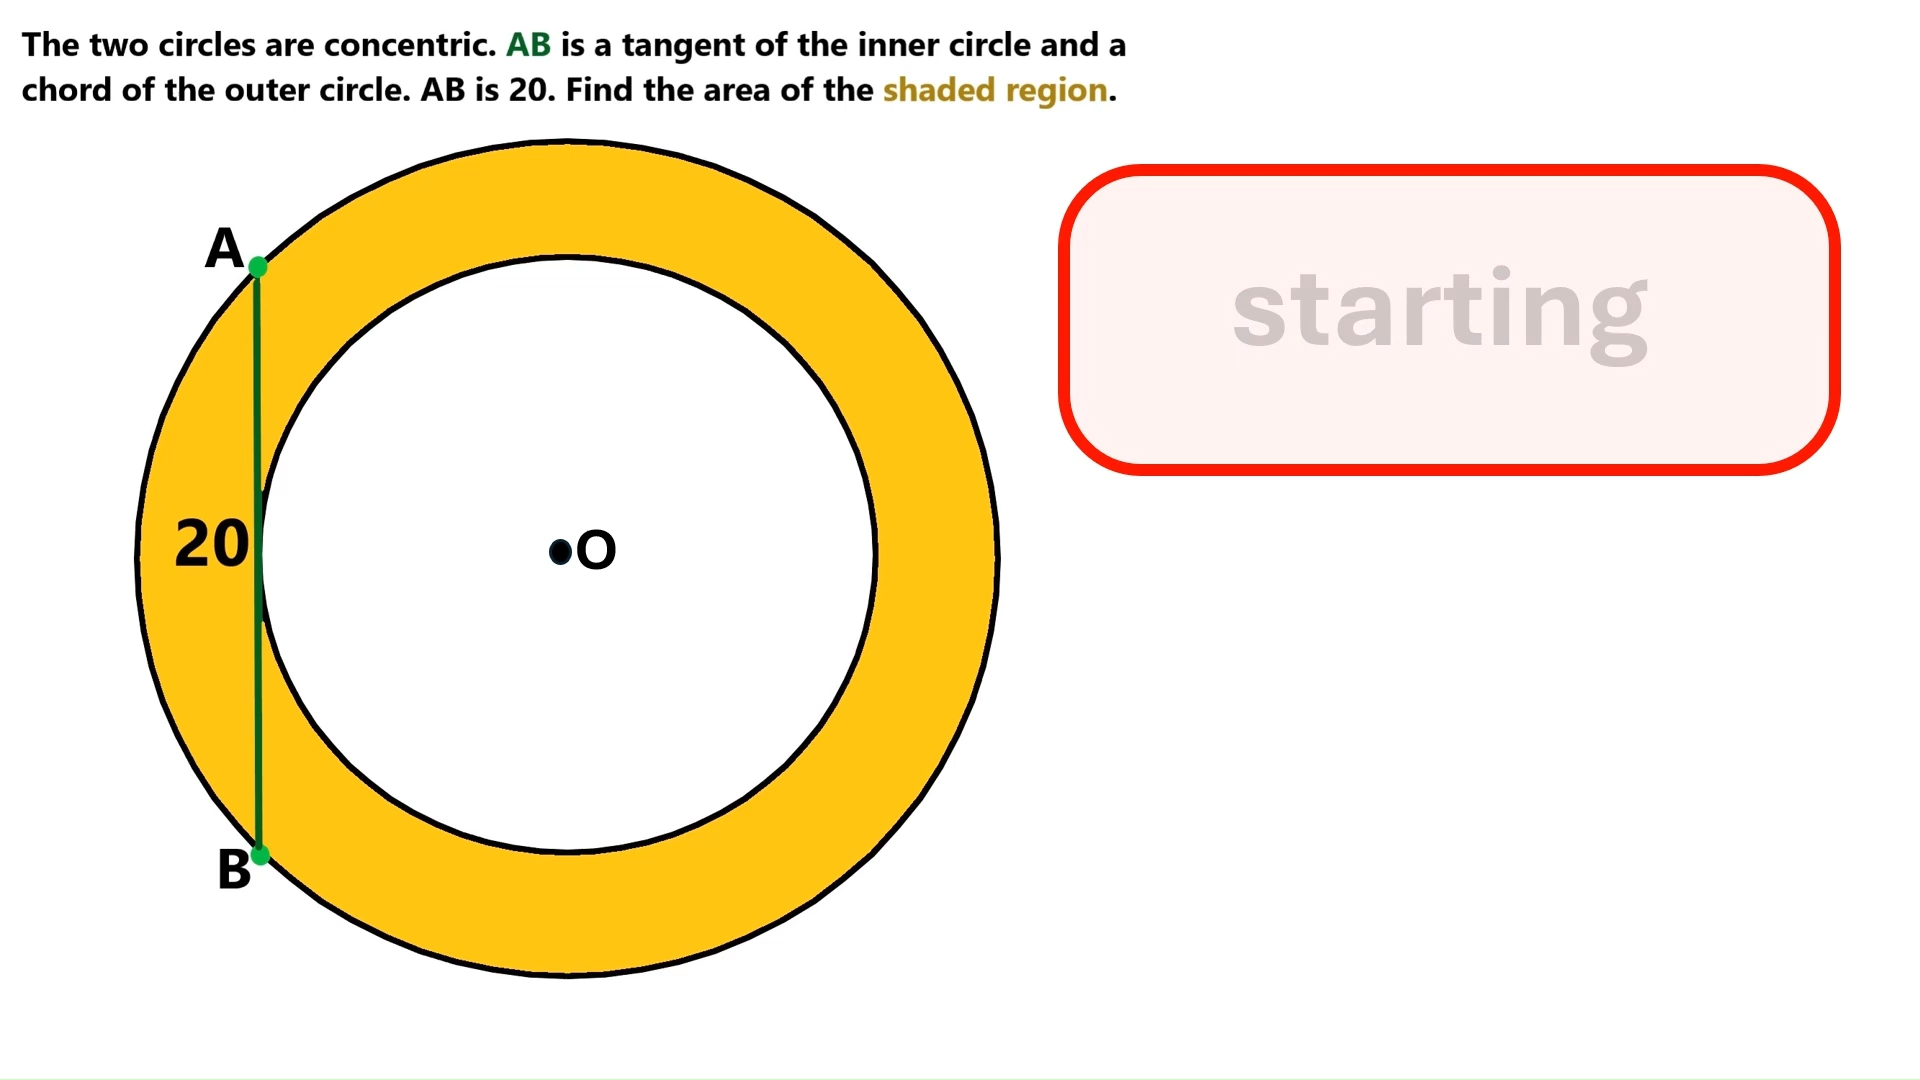 The two circles are concentric. AB is a tangent of the inner circle and a
chord of the outer circle. AB is 20. Find the area of the shaded region.
starting
A
20
O
B